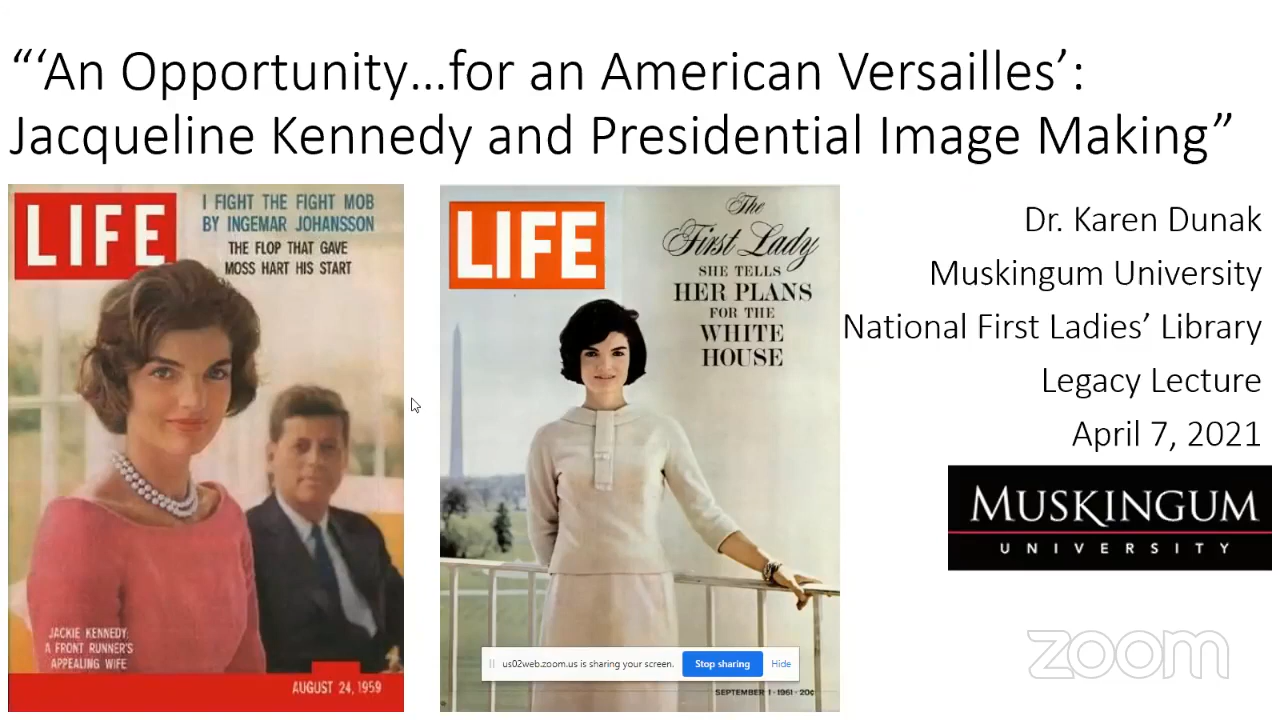 “‘An Opportunity…for an American Versailles’:
Jacqueline Kennedy and Presidential Image Making”
LIFE
I FIGHT THE FIGHT MOB
BY INGEMAR JOHANSSON
THE FLOP THAT GAVE
MOSS HART HIS START
JACKIE KENNEDY:
A FRONT RUNNER'S
APPEALING WIFE
AUGUST 24, 1959
LIFE
The
First Lady
SHE TELLS
HER PLANS
FOR THE
WHITE
HOUSE
us02web.zoom.us is sharing your screen.
Stop sharing
Hide
SEPTEMBER 1 · 1961 · 20¢
Dr. Karen Dunak
Muskingum University
National First Ladies’ Library
Legacy Lecture
April 7, 2021
MUSKINGUM
UNIVERSITY
zoom